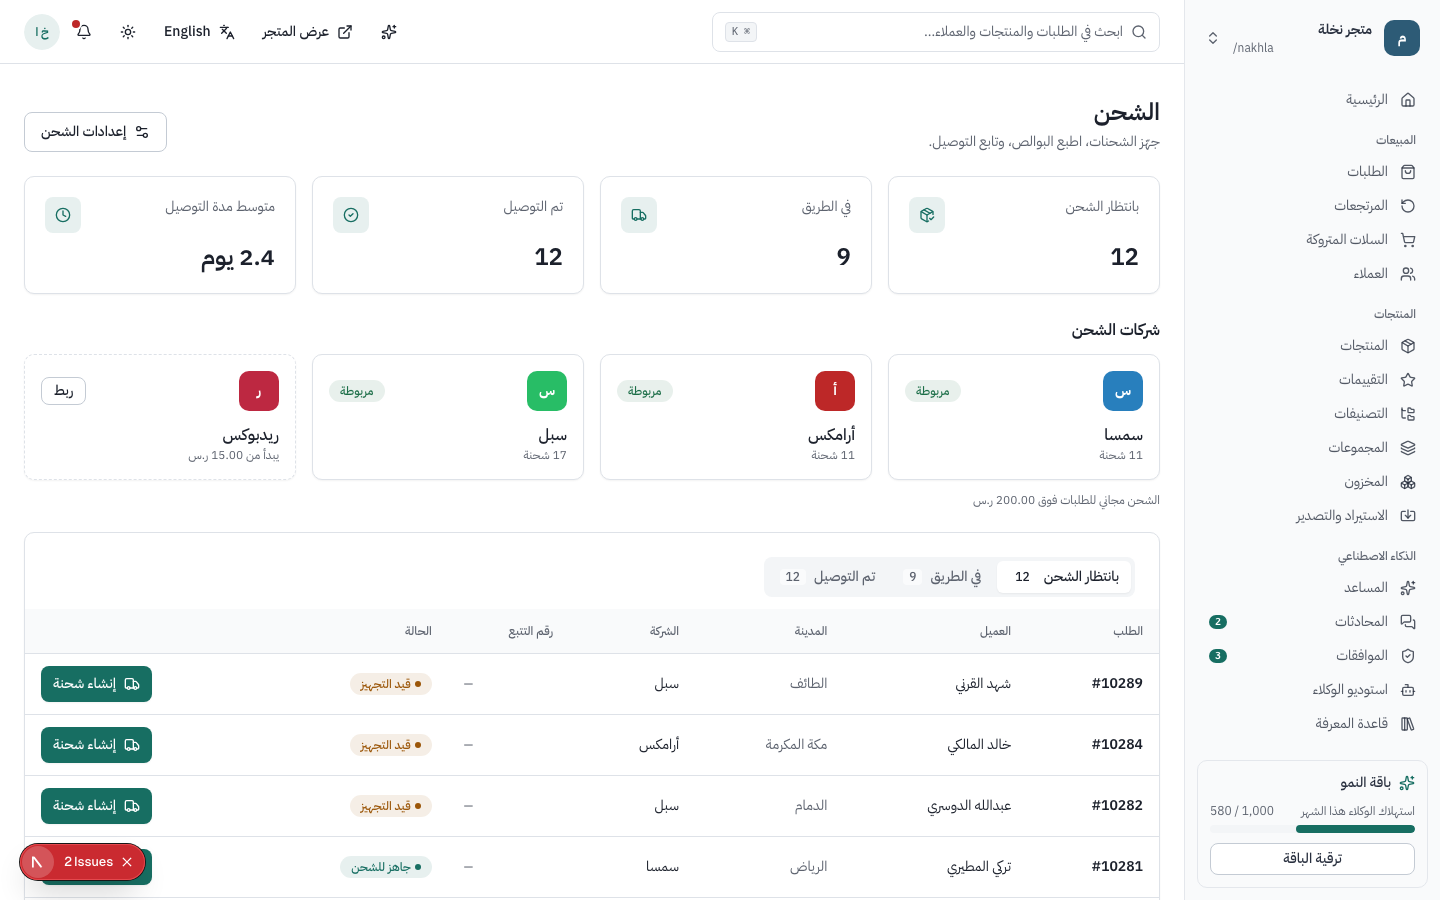 متجر نخلة
/nakhla
م
الرئيسية
المبيعات
الطلبات
المرتجعات
السلات المتروكة
العملاء
المنتجات
المنتجات
التقييمات
التصنيفات
المجموعات
المخزون
الاستيراد والتصدير
الذكاء الاصطناعي
المساعد
المحادثات 2
الموافقات 3
استوديو الوكلاء
قاعدة المعرفة
باقة النمو
استهلاك الوكلاء هذا الشهر 580 / 1,000
ترقية الباقة
ابحث في الطلبات والمنتجات والعملاء... ⌘ K
عرض المتجر
English
خ ا
الشحن
جهّز الشحنات، اطبع البوالص، وتابع التوصيل.
إعدادات الشحن
بانتظار الشحن
12
في الطريق
9
تم التوصيل
12
متوسط مدة التوصيل
2.4 يوم
شركات الشحن
س مربوطة
سمسا
11 شحنة
أ مربوطة
أرامكس
11 شحنة
س مربوطة
سبل
17 شحنة
ر ربط
ريدبوكس
يبدأ من 15.00 ر.س
الشحن مجاني للطلبات فوق 200.00 ر.س
بانتظار الشحن 12 في الطريق 9 تم التوصيل 12
الطلب العميل المدينة الشركة رقم التتبع الحالة
#10289 شهد القرني الطائف سبل — قيد التجهيز إنشاء شحنة
#10284 خالد المالكي مكة المكرمة أرامكس — قيد التجهيز إنشاء شحنة
#10282 عبدالله الدوسري الدمام سبل — قيد التجهيز إنشاء شحنة
#10281 تركي المطيري الرياض سمسا — جاهز للشحن
2 Issues